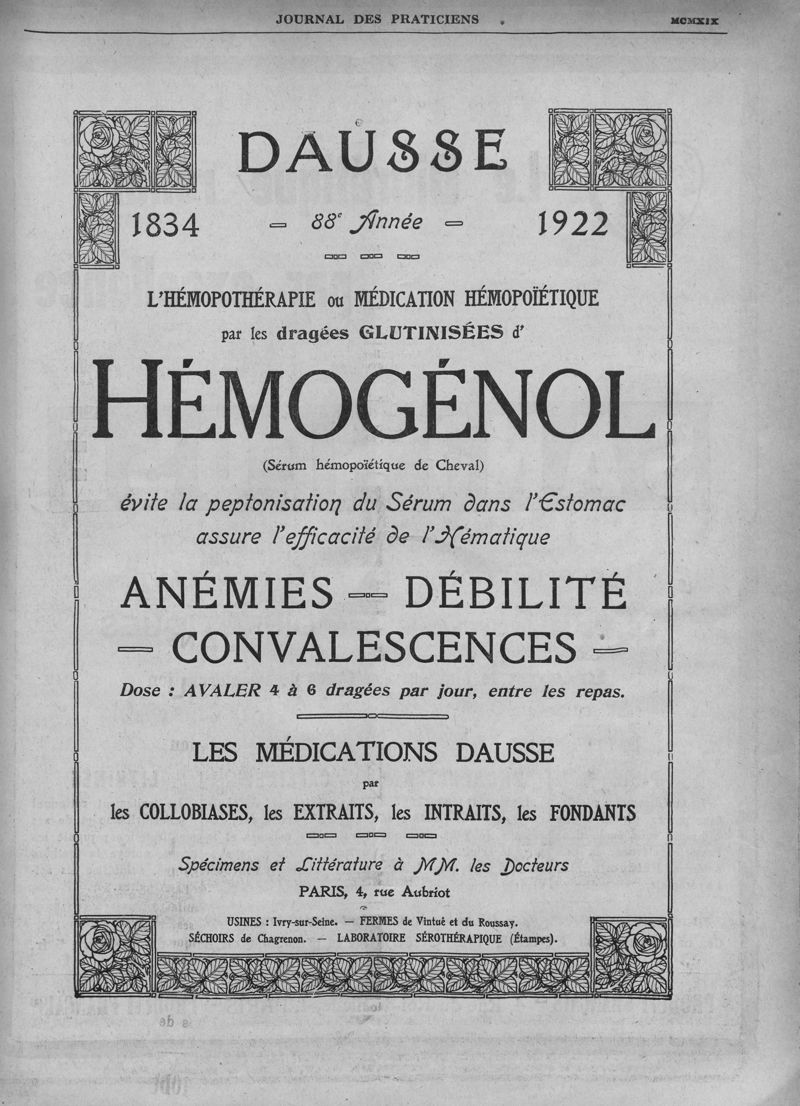 JOURNAL DES PRATICIENS
MCMXIX
DAUSSE
1834 — 88e Année — 1922
L'HÉMOPOTHÉRAPIE ou MÉDICATION HÉMOPOÏÉTIQUE
par les dragées GLUTINISÉES d'
HÉMOGÉNOL
(Sérum hémopoïétique de Cheval)
évite la peptonisation du Sérum dans l'Estomac
assure l'efficacité de l'Hématique
ANÉMIES — DÉBILITÉ
— CONVALESCENCES —
Dose : AVALER 4 à 6 dragées par jour, entre les repas.
LES MÉDICATIONS DAUSSE
par
les COLLOBIASES, les EXTRAITS, les INTRAITS, les FONDANTS
Spécimens et Littérature à MM. les Docteurs
PARIS, 4, rue Aubriot
USINES : Ivry-sur-Seine. — FERMES de Vintuë et du Roussay.
SÉCHOIRS de Chagrenon. — LABORATOIRE SÉROTHÉRAPIQUE (Étampes).